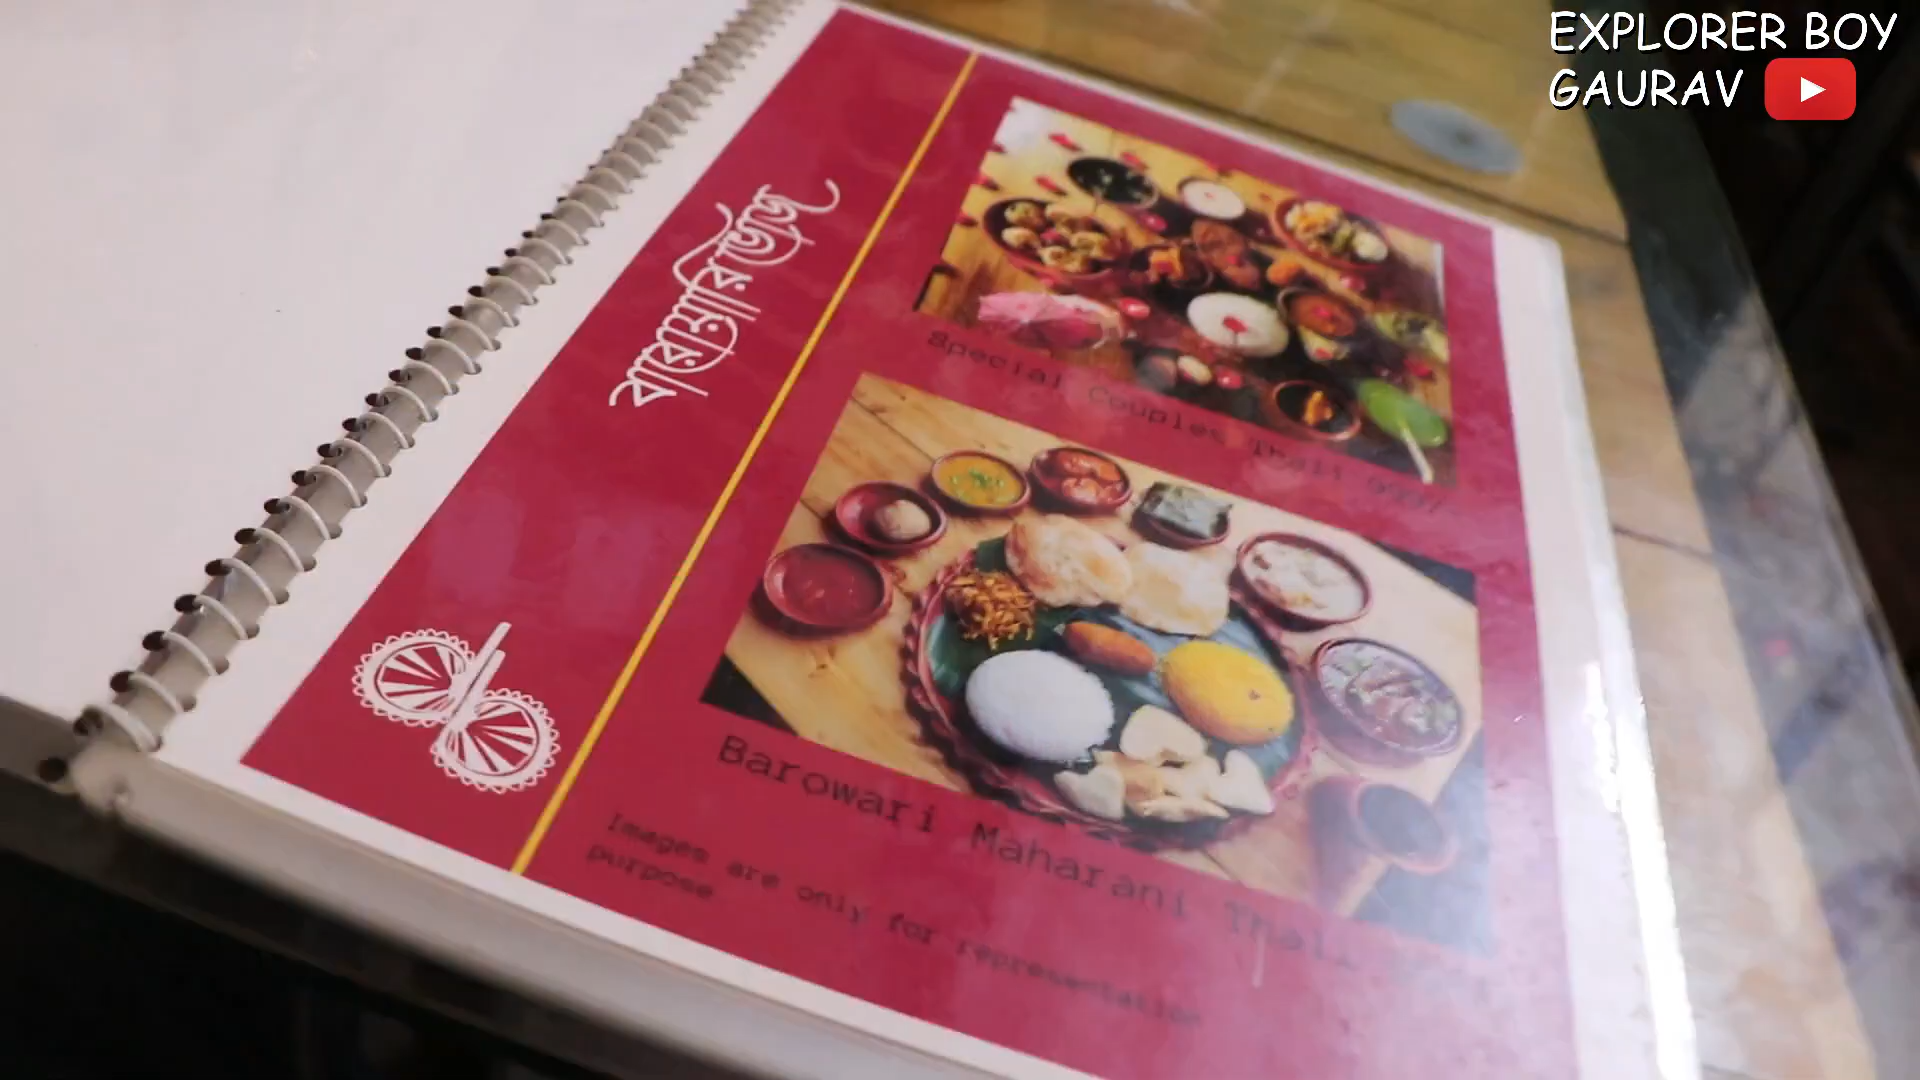 EXPLORER BOY
GAURAV
বারোয়ারিভোজ
Special Couples Thali
Barowari Maharani Thali
Images are only for representation
purpose